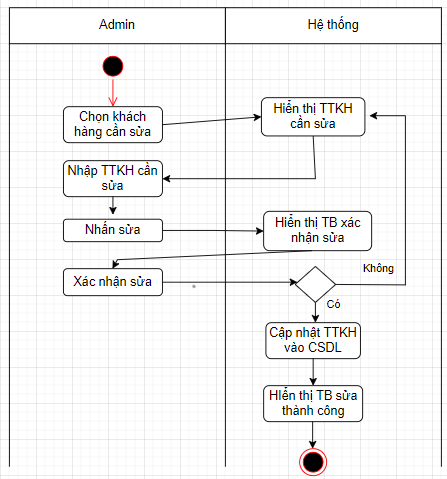 Admin
Hệ thống
Chọn khách
hàng cần sửa
Hiển thị TTKH
cần sửa
Nhập TTKH cần
sửa
Nhấn sửa
Hiển thị TB xác
nhận sửa
Xác nhận sửa
Không
Có
Cập nhật TTKH
vào CSDL
HIển thị TB sửa
thành công